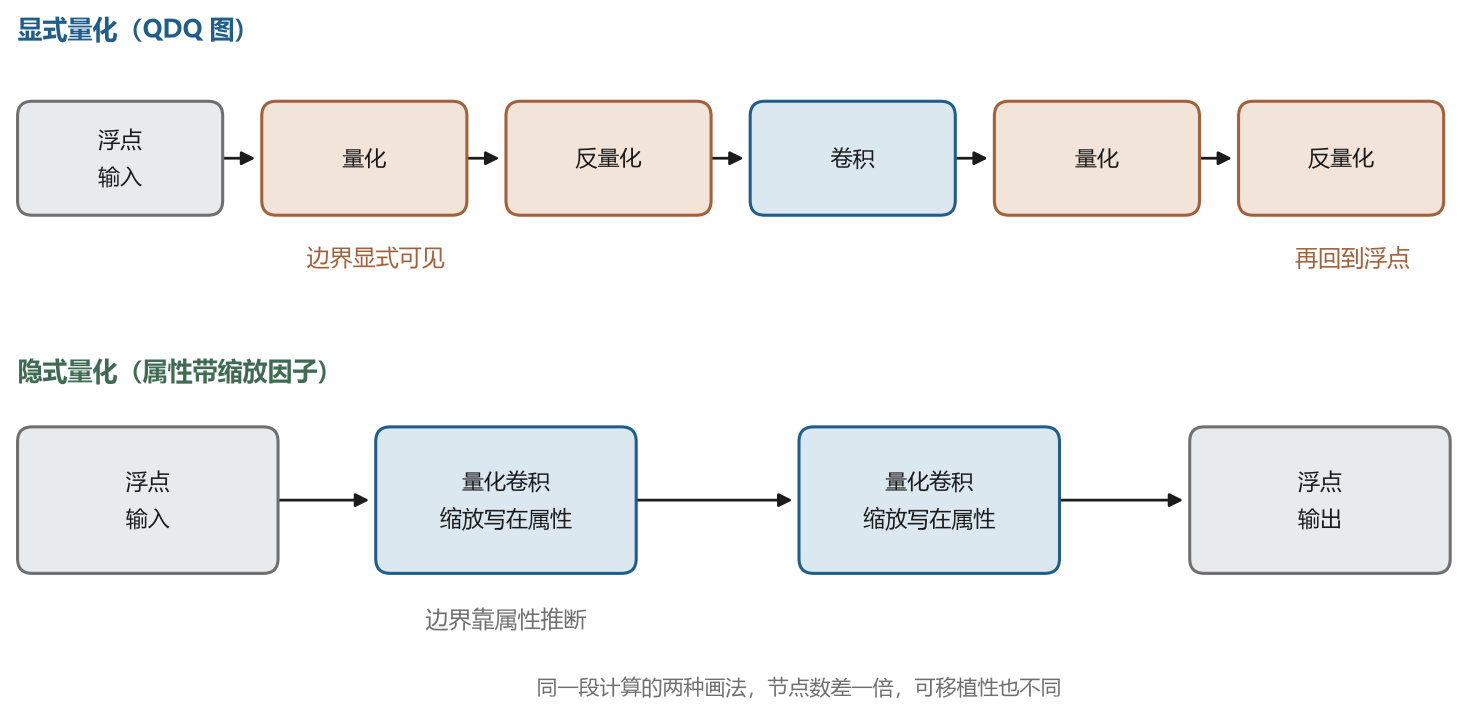 显式量化（QDQ 图）
浮点
输入
量化
反量化
卷积
量化
反量化
边界显式可见
再回到浮点
隐式量化（属性带缩放因子）
浮点
输入
量化卷积
缩放写在属性
量化卷积
缩放写在属性
浮点
输出
边界靠属性推断
同一段计算的两种画法，节点数差一倍，可移植性也不同